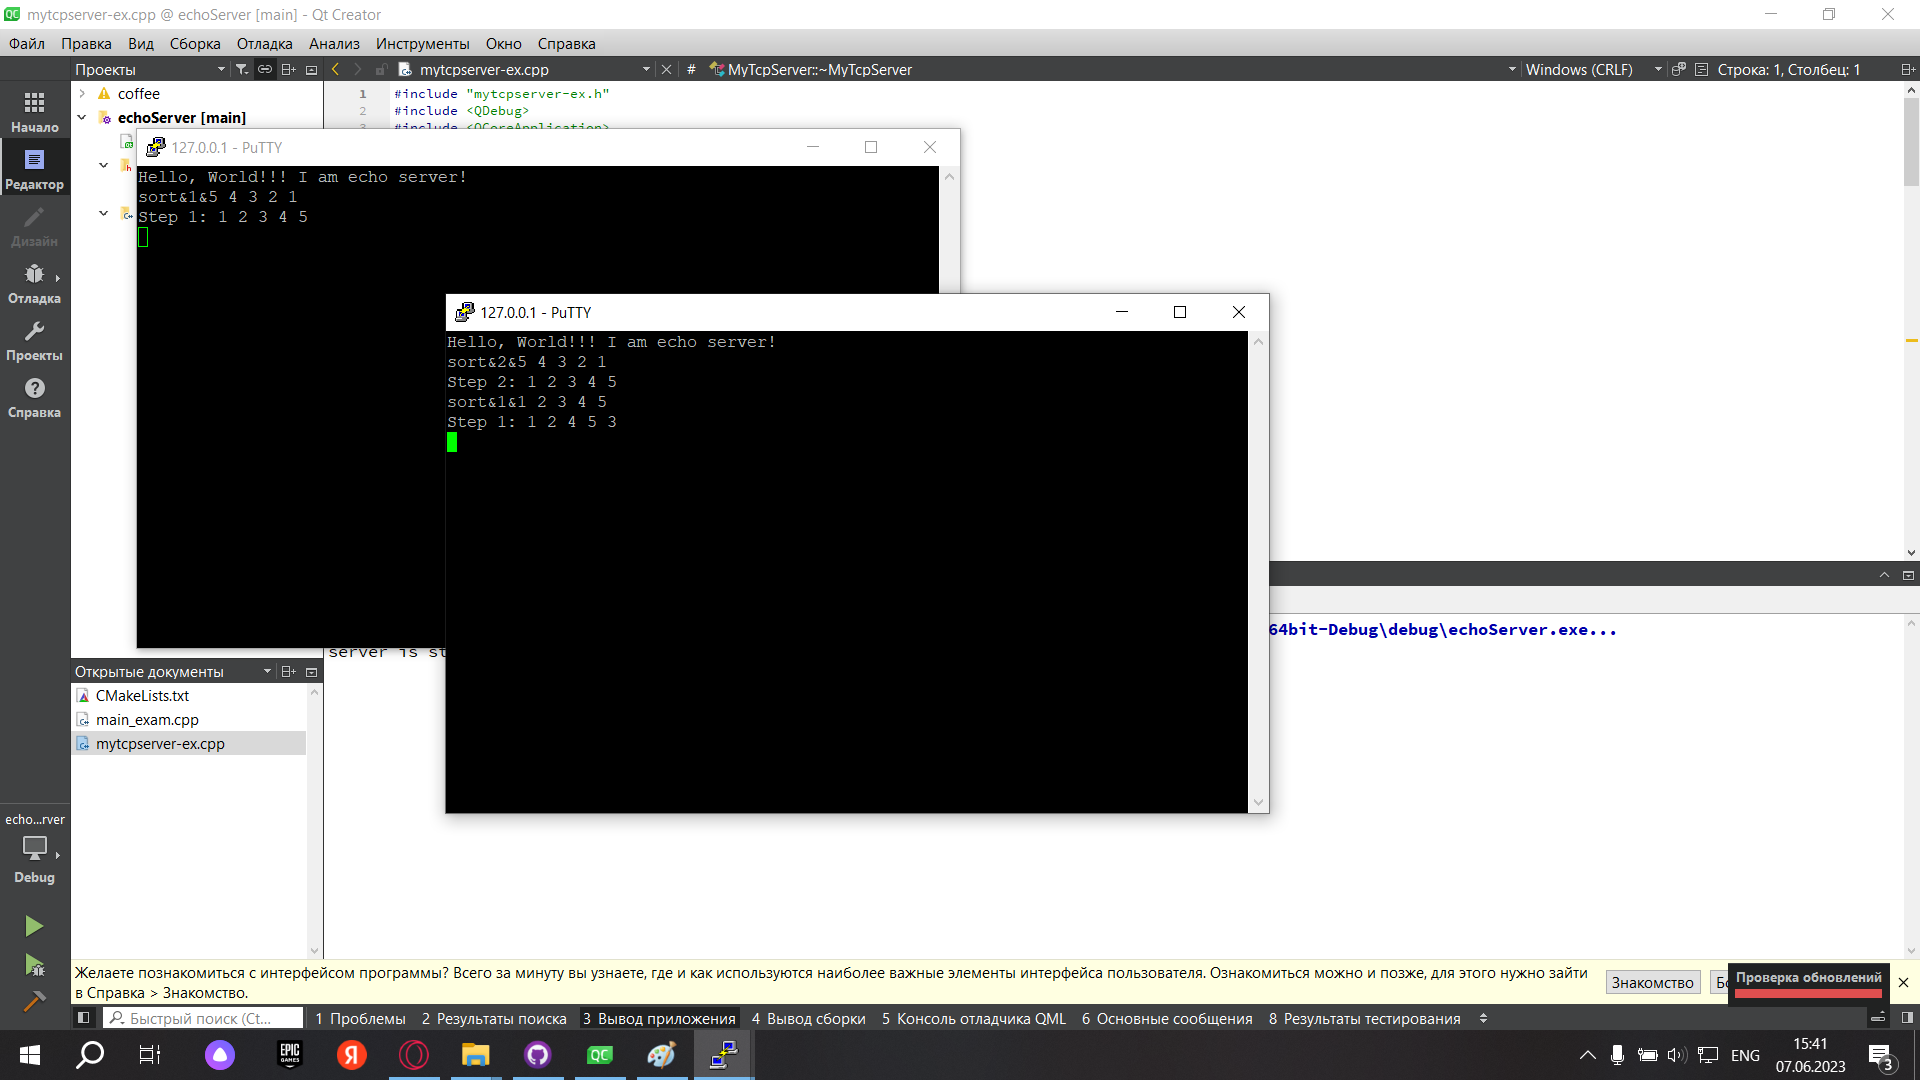 mytcpserver-ex.cpp @ echoServer [main] - Qt Creator
Файл Правка Вид Сборка Отладка Анализ Инструменты Окно Справка
Проекты
mytcpserver-ex.cpp
# MyTcpServer::~MyTcpServer
Windows (CRLF)
Строка: 1, Столбец: 1
Начало
Редактор
Дизайн
Отладка
Проекты
Справка
echo...rver
Debug
coffee
echoServer [main]
1 #include "mytcpserver-ex.h"
2 #include <QDebug>
3 #include <QCoreApplication>
127.0.0.1 - PuTTY
Hello, World!!! I am echo server!
sort&1&5 4 3 2 1
Step 1: 1 2 3 4 5
127.0.0.1 - PuTTY
Hello, World!!! I am echo server!
sort&2&5 4 3 2 1
Step 2: 1 2 3 4 5
sort&1&1 2 3 4 5
Step 1: 1 2 4 5 3
64bit-Debug\debug\echoServer.exe...
server is st
Открытые документы
CMakeLists.txt
main_exam.cpp
mytcpserver-ex.cpp
Желаете познакомиться с интерфейсом программы? Всего за минуту вы узнаете, где и как используются наиболее важные элементы интерфейса пользователя. Ознакомиться можно и позже, для этого нужно зайти
в Справка > Знакомство.
Знакомство
Бо
Проверка обновлений
Быстрый поиск (Ct...
1 Проблемы 2 Результаты поиска 3 Вывод приложения 4 Вывод сборки 5 Консоль отладчика QML 6 Основные сообщения 8 Результаты тестирования
EPIC GAMES
Я
QC
ENG
15:41
07.06.2023
3